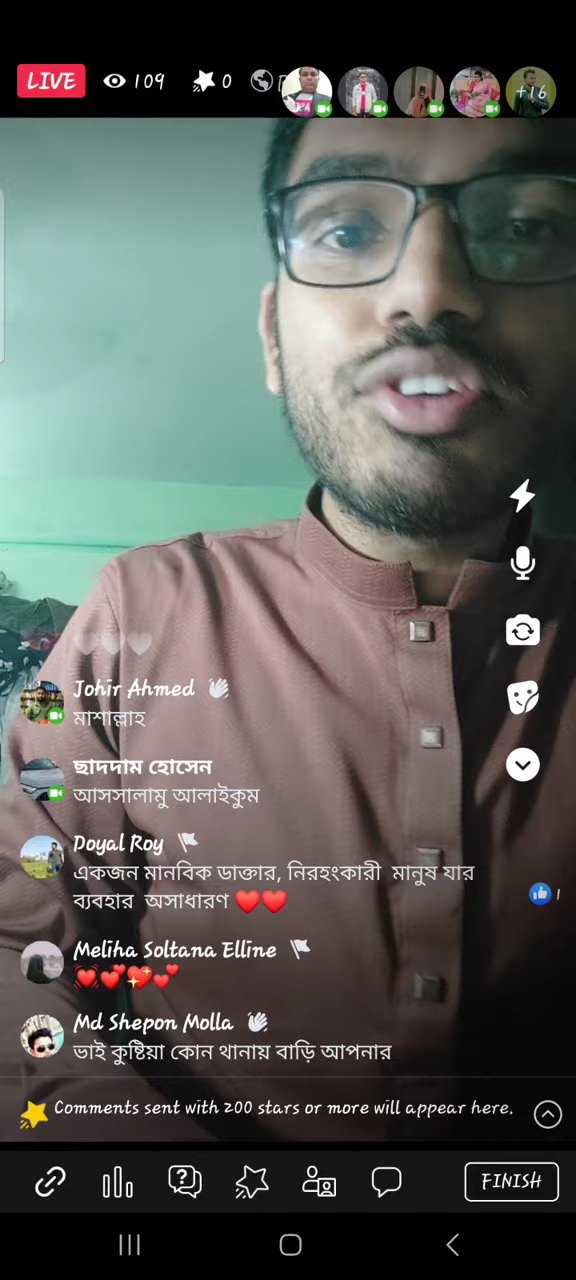 LIVE 109 0
+16
Johir Ahmed
মাশাল্লাহ
ছাদদাম হোসেন
আসসালামু আলাইকুম
Doyal Roy
একজন মানবিক ডাক্তার, নিরহংকারী মানুষ যার
ব্যবহার অসাধারণ ❤️❤️
1
Meliha Soltana Elline
💓💕💖💕
Md Shepon Molla
ভাই কুষ্টিয়া কোন থানায় বাড়ি আপনার
Comments sent with 200 stars or more will appear here.
FINISH